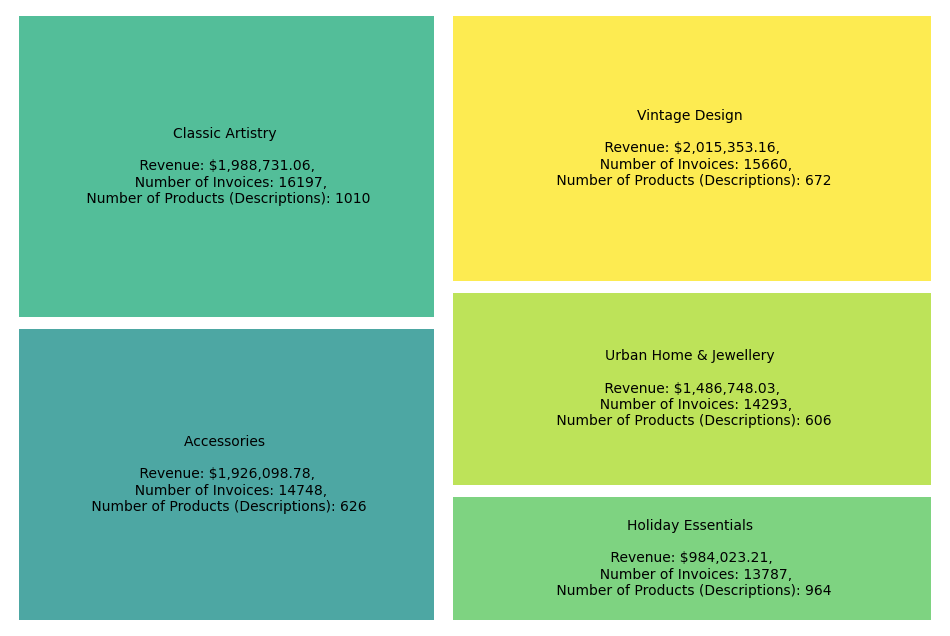 Classic Artistry
Revenue: $1,988,731.06,
Number of Invoices: 16197,
Number of Products (Descriptions): 1010
Accessories
Revenue: $1,926,098.78,
Number of Invoices: 14748,
Number of Products (Descriptions): 626
Vintage Design
Revenue: $2,015,353.16,
Number of Invoices: 15660,
Number of Products (Descriptions): 672
Urban Home & Jewellery
Revenue: $1,486,748.03,
Number of Invoices: 14293,
Number of Products (Descriptions): 606
Holiday Essentials
Revenue: $984,023.21,
Number of Invoices: 13787,
Number of Products (Descriptions): 964